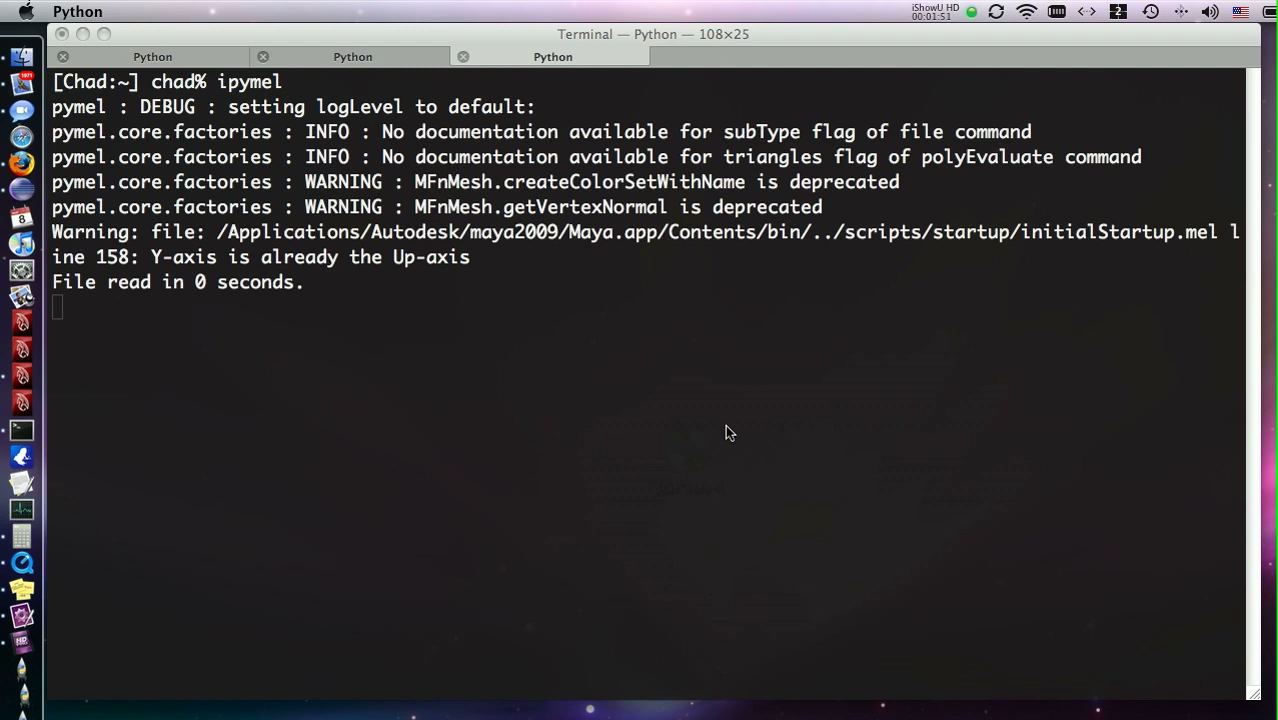 Pymel
iShowU HD
00:01:51
2
Terminal — Python — 108×25
Python
Python
Python
[Chad:~] chad% ipymel
pymel : DEBUG : setting logLevel to default:
pymel.core.factories : INFO : No documentation available for subType flag of file command
pymel.core.factories : INFO : No documentation available for triangles flag of polyEvaluate command
pymel.core.factories : WARNING : MFnMesh.createColorSetWithName is deprecated
pymel.core.factories : WARNING : MFnMesh.getVertexNormal is deprecated
Warning: file: /Applications/Autodesk/maya2009/Maya.app/Contents/bin/../scripts/startup/initialStartup.mel l
ine 158: Y-axis is already the Up-axis
File read in 0 seconds.
8
HD